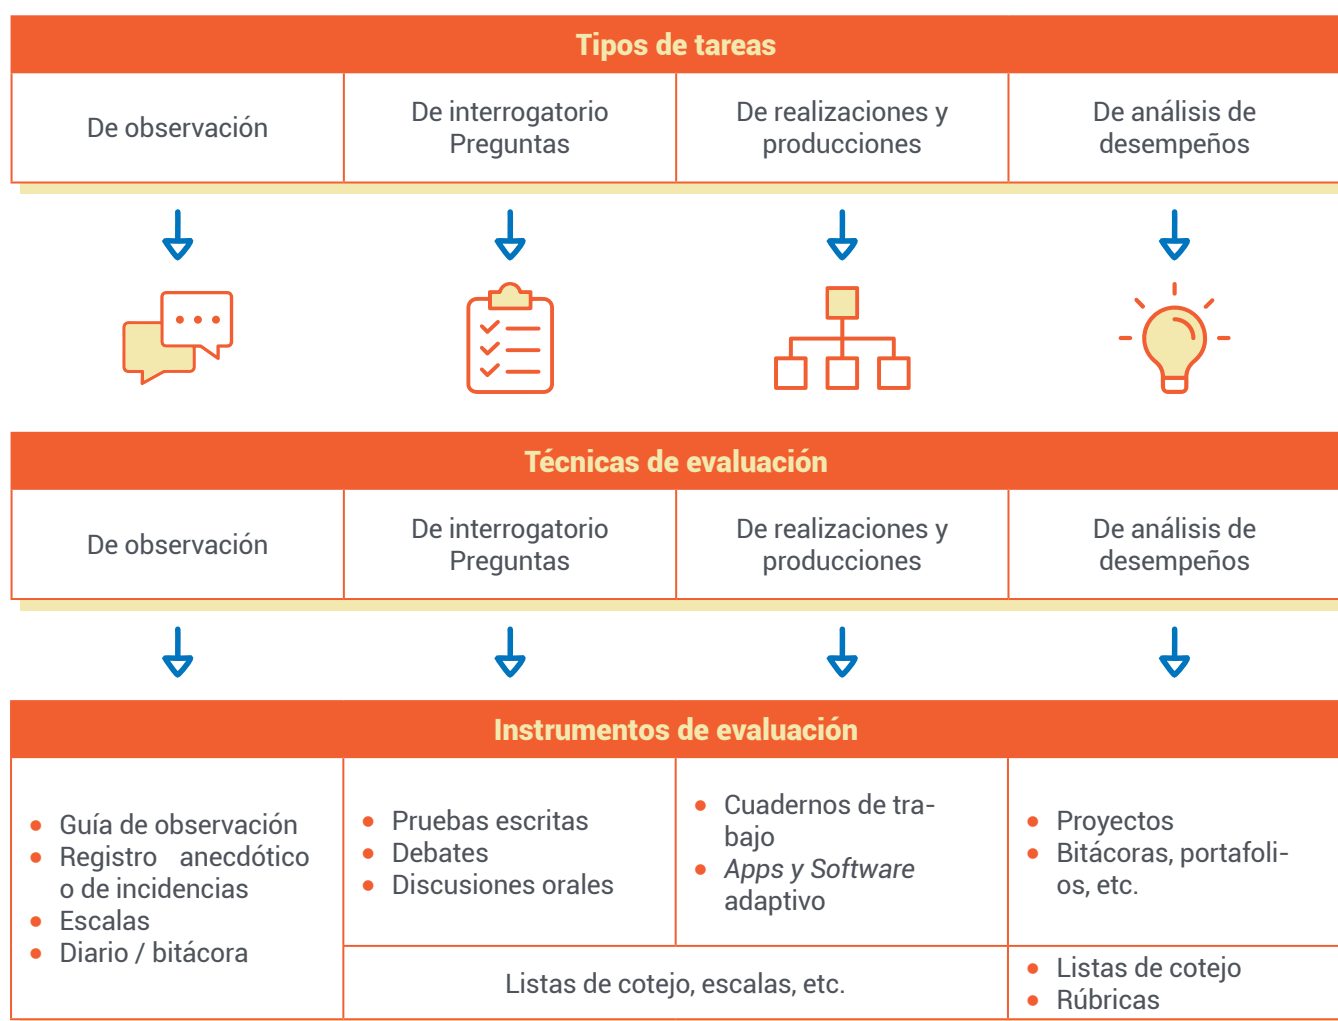 Tipos de tareas
De observación
De interrogatorio
Preguntas
De realizaciones y
producciones
De análisis de
desempeños
Técnicas de evaluación
De observación
De interrogatorio
Preguntas
De realizaciones y
producciones
De análisis de
desempeños
Instrumentos de evaluación
• Guía de observación
• Registro anecdótico
o de incidencias
• Escalas
• Diario / bitácora
• Pruebas escritas
• Debates
• Discusiones orales
• Cuadernos de tra-
bajo
• Apps y Software
adaptivo
• Proyectos
• Bitácoras, portafoli-
os, etc.
Listas de cotejo, escalas, etc.
• Listas de cotejo
• Rúbricas